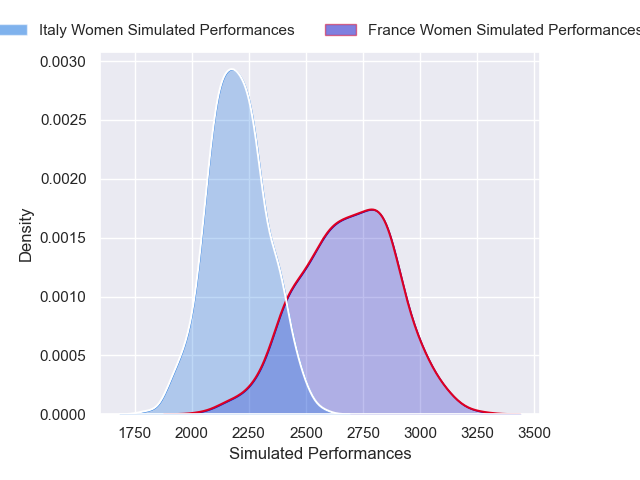 Italy Women Simulated Performances France Women Simulated Performances
0.0030
0.0025
0.0020
0.0015
0.0010
0.0005
0.0000
Density
1750 2000 2250 2500 2750 3000 3250 3500
Simulated Performances